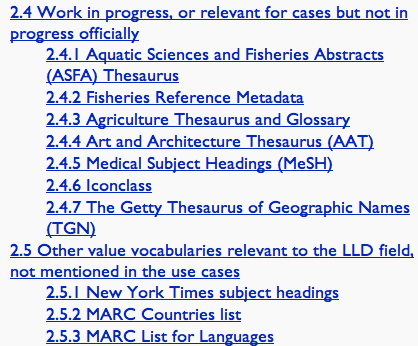 2.4 Work in progress, or relevant for cases but not in
progress officially
2.4.1 Aquatic Sciences and Fisheries Abstracts
(ASFA) Thesaurus
2.4.2 Fisheries Reference Metadata
2.4.3 Agriculture Thesaurus and Glossary
2.4.4 Art and Architecture Thesaurus (AAT)
2.4.5 Medical Subject Headings (MeSH)
2.4.6 Iconclass
2.4.7 The Getty Thesaurus of Geographic Names
(TGN)
2.5 Other value vocabularies relevant to the LLD field,
not mentioned in the use cases
2.5.1 New York Times subject headings
2.5.2 MARC Countries list
2.5.3 MARC List for Languages